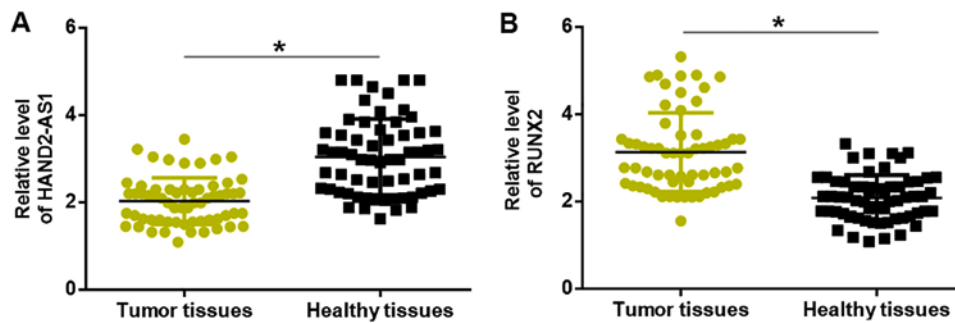 A
Relative level
of HAND2-AS1
6
4
2
0
*
Tumor tissues
Healthy tissues
B
Relative level
of RUNX2
6
4
2
0
*
Tumor tissues
Healthy tissues